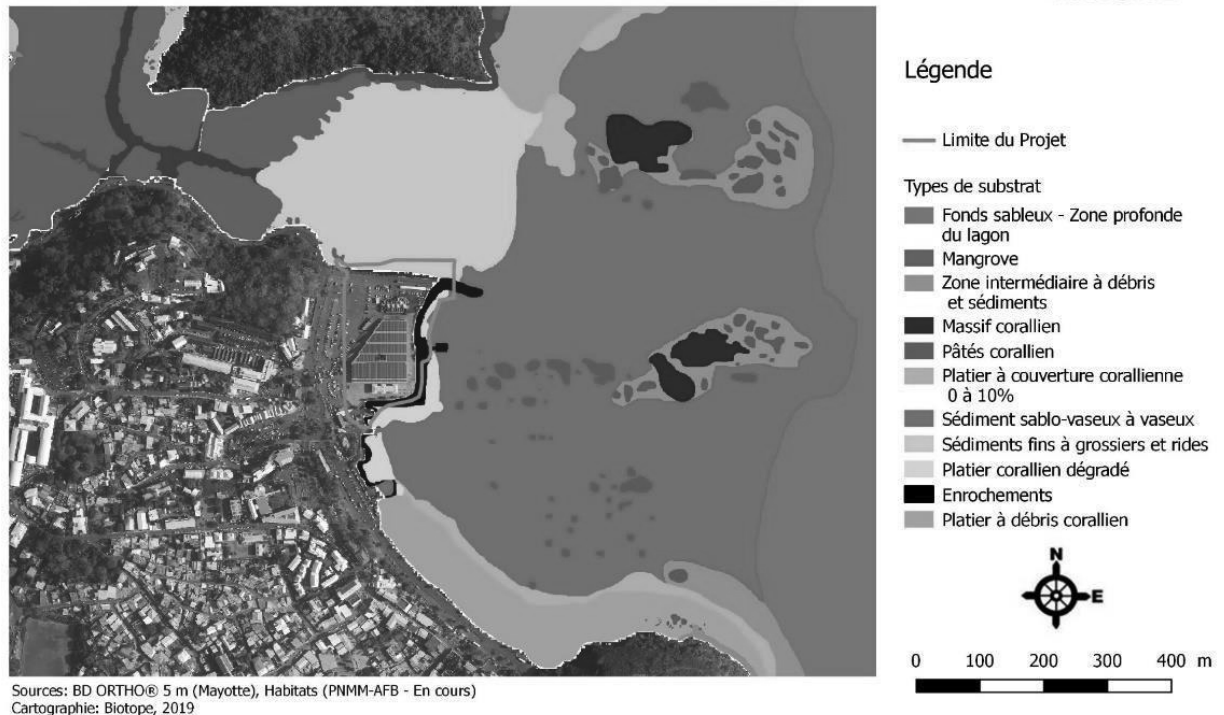 Légende
Limite du Projet
Types de substrat
Fonds sableux - Zone profonde
du lagon
Mangrove
Zone intermédiaire à débris
et sédiments
Massif corallien
Pâtés corallien
Platier à couverture corallienne
0 à 10%
Sédiment sablo-vaseux à vaseux
Sédiments fins à grossiers et rides
Platier corallien dégradé
Enrochements
Platier à débris corallien
N
E
0 100 200 300 400 m
Sources: BD ORTHO® 5 m (Mayotte), Habitats (PNMM-AFB - En cours)
Cartographie: Biotope, 2019